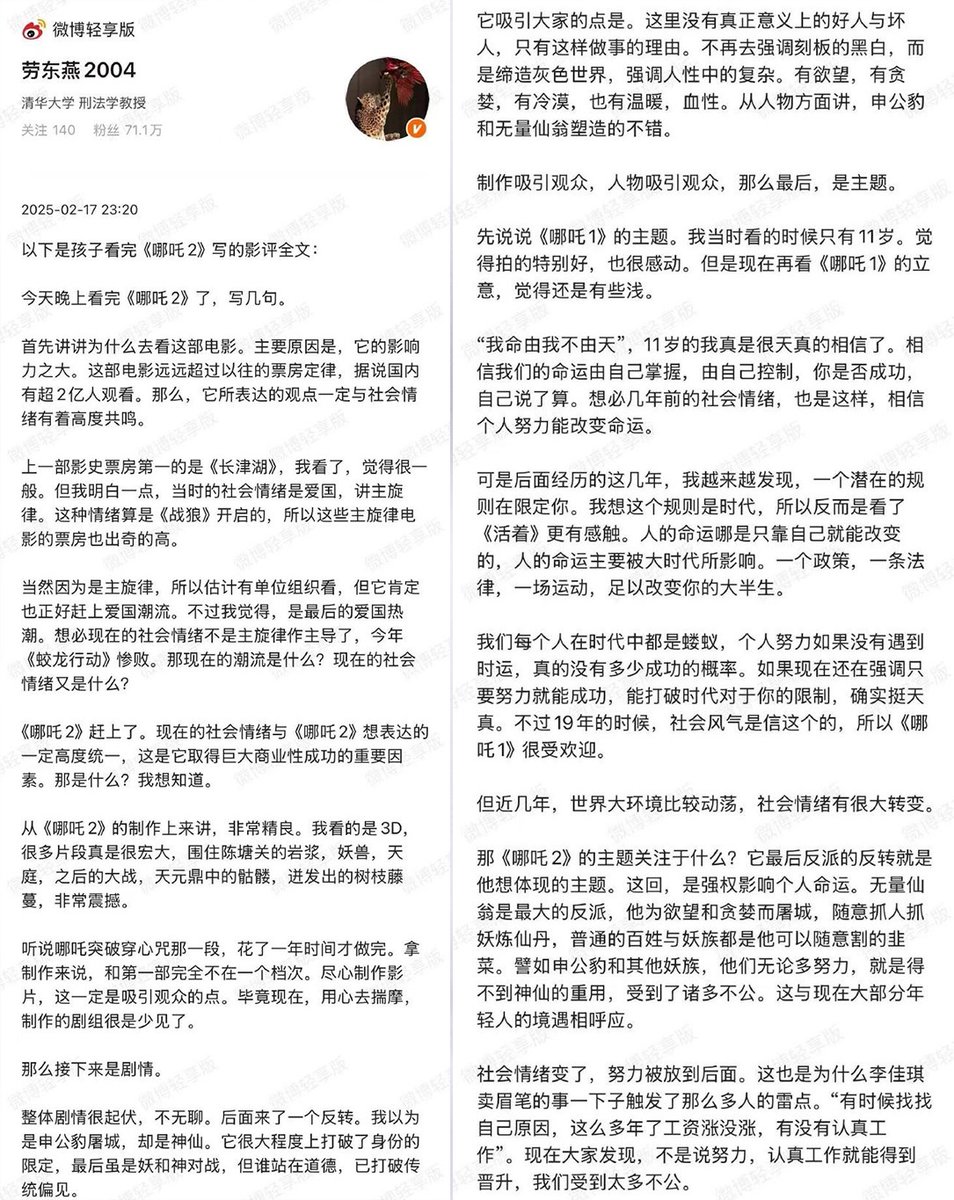 微博轻享版
劳东燕2004
清华大学 刑法学教授
关注 140 粉丝 71.1万
2025-02-17 23:20
以下是孩子看完《哪吒2》写的影评全文：
今天晚上看完《哪吒2》了，写几句。
首先讲讲为什么去看这部电影。主要原因是，它的影响
力之大。这部电影远远超过以往的票房定律，据说国内
有超2亿人观看。那么，它所表达的观点一定与社会情
绪有着高度共鸣。
上一部影史票房第一的是《长津湖》，我看了，觉得很一
般。但我明白一点，当时的社会情绪是爱国，讲主旋
律。这种情绪算是《战狼》开启的，所以这些主旋律电
影的票房也出奇的高。
当然因为是主旋律，所以估计有单位组织看，但它肯定
也正好赶上爱国潮流。不过我觉得，是最后的爱国热
潮。想必现在的社会情绪不是主旋律作主导了，今年
《蛟龙行动》惨败。那现在的潮流是什么？现在的社会
情绪又是什么？
《哪吒2》赶上了。现在的社会情绪与《哪吒2》想表达的
一定高度统一，这是它取得巨大商业性成功的重要因
素。那是什么？我想知道。
从《哪吒2》的制作上来讲，非常精良。我看的是3D，
很多片段真是很宏大，围住陈塘关的岩浆，妖兽，天
庭，之后的大战，天元鼎中的骷髅，迸发出的树枝藤
蔓，非常震撼。
听说哪吒突破穿心咒那一段，花了一年时间才做完。拿
制作来说，和第一部完全不在一个档次。尽心制作影
片，这一定是吸引观众的点。毕竟现在，用心去揣摩，
制作的剧组很是少见了。
那么接下来是剧情。
整体剧情很起伏，不无聊。后面来了一个反转。我以为
是申公豹屠城，却是神仙。它很大程度上打破了身份的
限定，最后虽是妖和神对战，但谁站在道德，已打破传
统偏见。
它吸引大家的点是。这里没有真正意义上的好人与坏
人，只有这样做事的理由。不再去强调刻板的黑白，而
是缔造灰色世界，强调人性中的复杂。有欲望，有贪
婪，有冷漠，也有温暖，血性。从人物方面讲，申公豹
和无量仙翁塑造的不错。
制作吸引观众，人物吸引观众，那么最后，是主题。
先说说《哪吒1》的主题。我当时看的时候只有11岁。觉
得拍的特别好，也很感动。但是现在再看《哪吒1》的立
意，觉得还是有些浅。
“我命由我不由天”，11岁的我真是很天真的相信了。相
信我们的命运由自己掌握，由自己控制，你是否成功，
自己说了算。想必几年前的社会情绪，也是这样，相信
个人努力能改变命运。
可是后面经历的这几年，我越来越发现，一个潜在的规
则在限定你。我想这个规则是时代，所以反而是看了
《活着》更有感触。人的命运哪是只靠自己就能改变
的，人的命运主要被大时代所影响。一个政策，一条法
律，一场运动，足以改变你的大半生。
我们每个人在时代中都是蝼蚁，个人努力如果没有遇到
时运，真的没有多少成功的概率。如果现在还在强调只
要努力就能成功，能打破时代对于你的限制，确实挺天
真。不过19年的时候，社会风气是信这个的，所以《哪
吒1》很受欢迎。
但近几年，世界大环境比较动荡，社会情绪有很大转变。
那《哪吒2》的主题关注于什么？它最后反派的反转就是
他想体现的主题。这回，是强权影响个人命运。无量仙
翁是最大的反派，他为欲望和贪婪而屠城，随意抓人抓
妖炼仙丹，普通的百姓与妖族都是他可以随意割的韭
菜。譬如申公豹和其他妖族，他们无论多努力，就是得
不到神仙的重用，受到了诸多不公。这与现在大部分年
轻人的境遇相呼应。
社会情绪变了，努力被放到后面。这也是为什么李佳琪
卖眉笔的事一下子触发了那么多人的雷点。“有时候找找
自己原因，这么多年了工资涨没涨，有没有认真工
作”。现在大家发现，不是说努力，认真工作就能得到
晋升，我们受到太多不公。